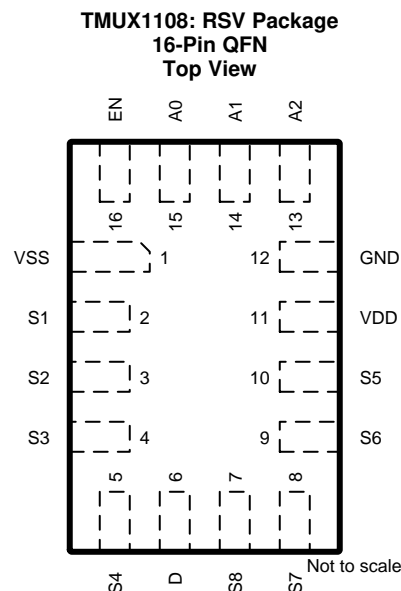 TMUX1108: RSV Package
16-Pin QFN
Top View
EN A0 A1 A2
16 15 14 13
VSS 1 12 GND
S1 2 11 VDD
S2 3 10 S5
S3 4 9 S6
5 6 7 8
S4 D S8 S7
Not to scale